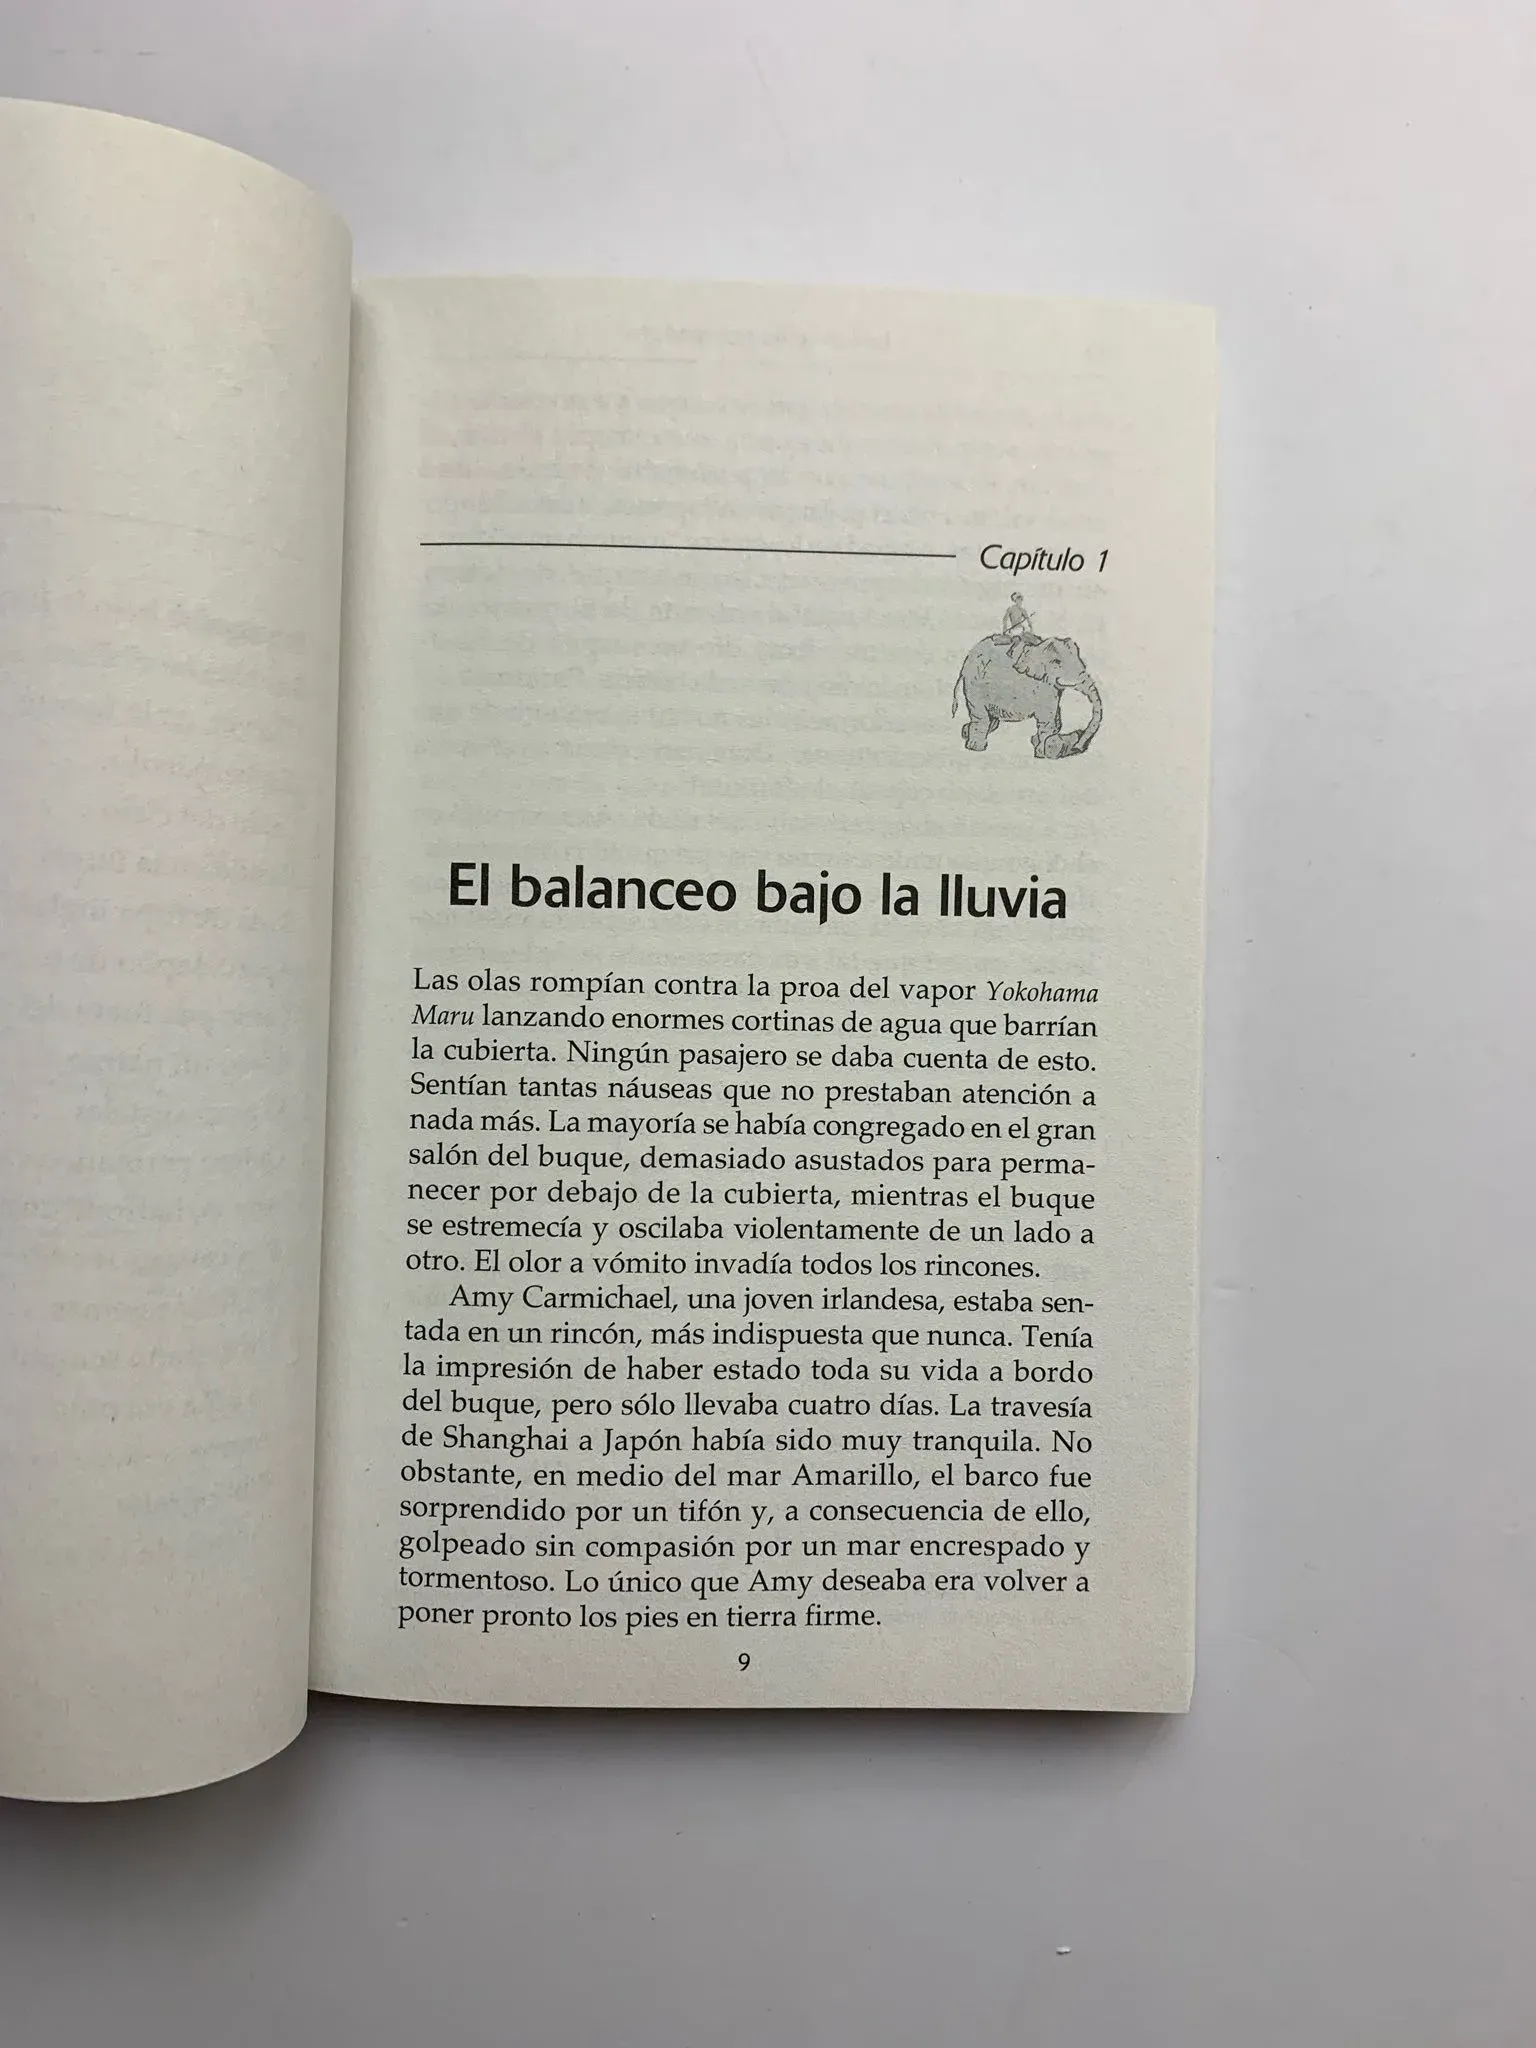 Capítulo 1
El balanceo bajo la lluvia
Las olas rompían contra la proa del vapor Yokohama
Maru lanzando enormes cortinas de agua que barrían
la cubierta. Ningún pasajero se daba cuenta de esto.
Sentían tantas náuseas que no prestaban atención a
nada más. La mayoría se había congregado en el gran
salón del buque, demasiado asustados para perma-
necer por debajo de la cubierta, mientras el buque
se estremecía y oscilaba violentamente de un lado a
otro. El olor a vómito invadía todos los rincones.
Amy Carmichael, una joven irlandesa, estaba sen-
tada en un rincón, más indispuesta que nunca. Tenía
la impresión de haber estado toda su vida a bordo
del buque, pero sólo llevaba cuatro días. La travesía
de Shanghai a Japón había sido muy tranquila. No
obstante, en medio del mar Amarillo, el barco fue
sorprendido por un tifón y, a consecuencia de ello,
golpeado sin compasión por un mar encrespado y
tormentoso. Lo único que Amy deseaba era volver a
poner pronto los pies en tierra firme.
9